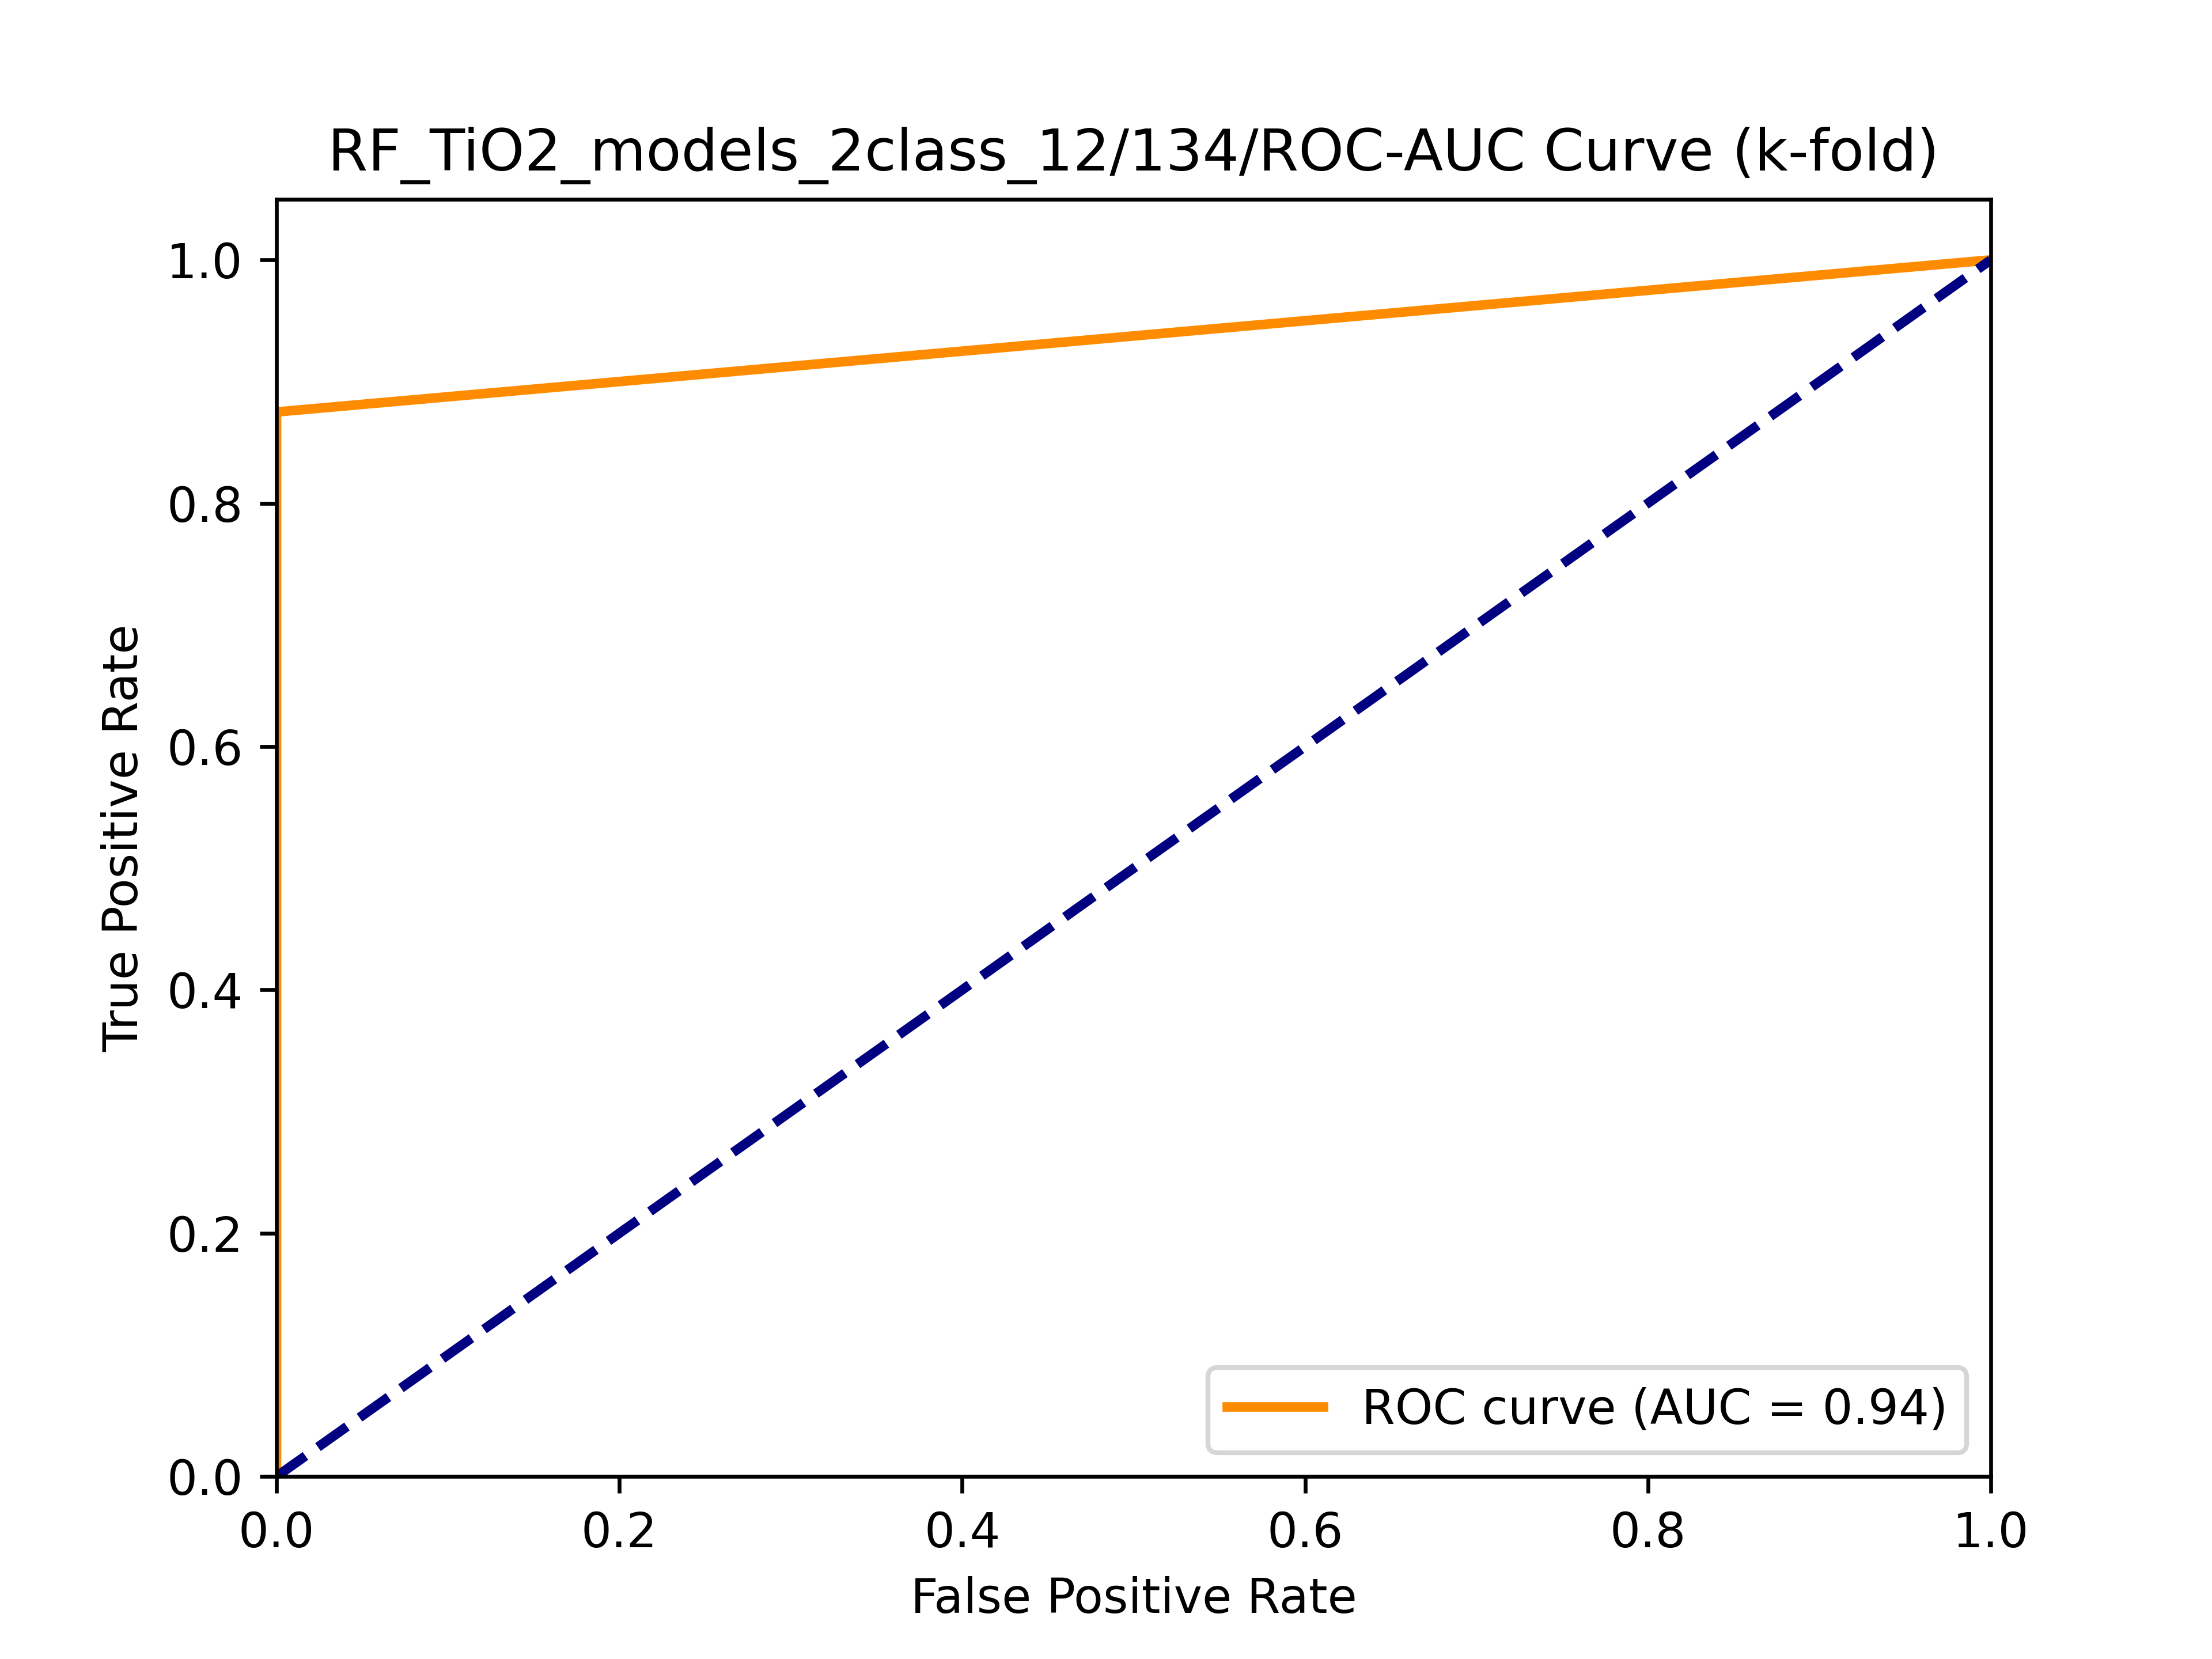 RF_TiO2_models_2class_12/134/ROC-AUC Curve (k-fold)
1.0
0.8
0.6
0.4
0.2
0.0
True Positive Rate
ROC curve (AUC = 0.94)
0.0 0.2 0.4 0.6 0.8 1.0
False Positive Rate